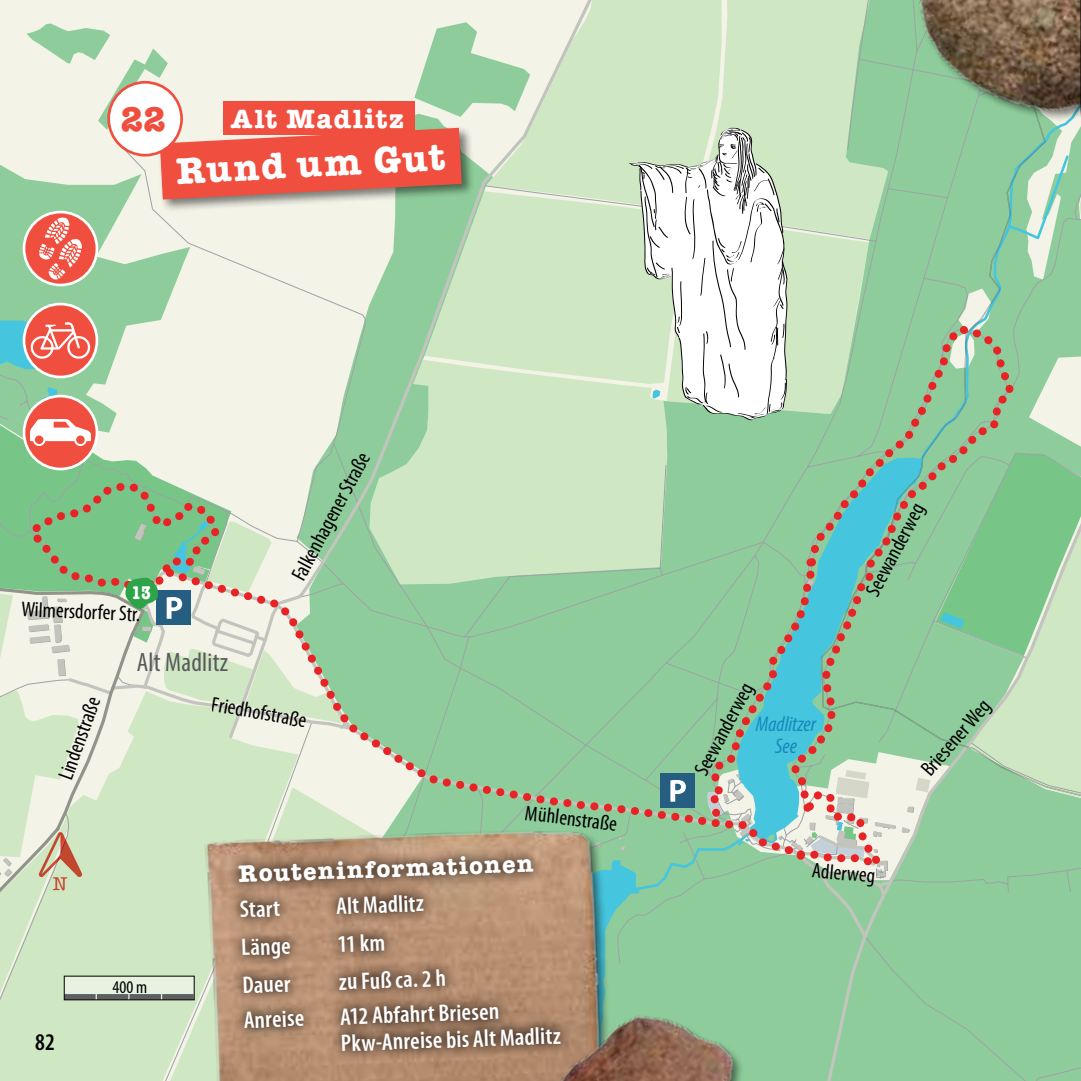 22
Alt Madlitz
Rund um Gut
Falkenhagener Straße
13
P
Wilmersdorfer Str.
Alt Madlitz
Friedhofstraße
Lindenstraße
Seewanderweg
Seewanderweg
Madlitzer
See
Briesener Weg
P
Mühlenstraße
Adlerweg
N
Routeninformationen
Start Alt Madlitz
Länge 11 km
Dauer zu Fuß ca. 2 h
Anreise A12 Abfahrt Briesen
Pkw-Anreise bis Alt Madlitz
400 m
82